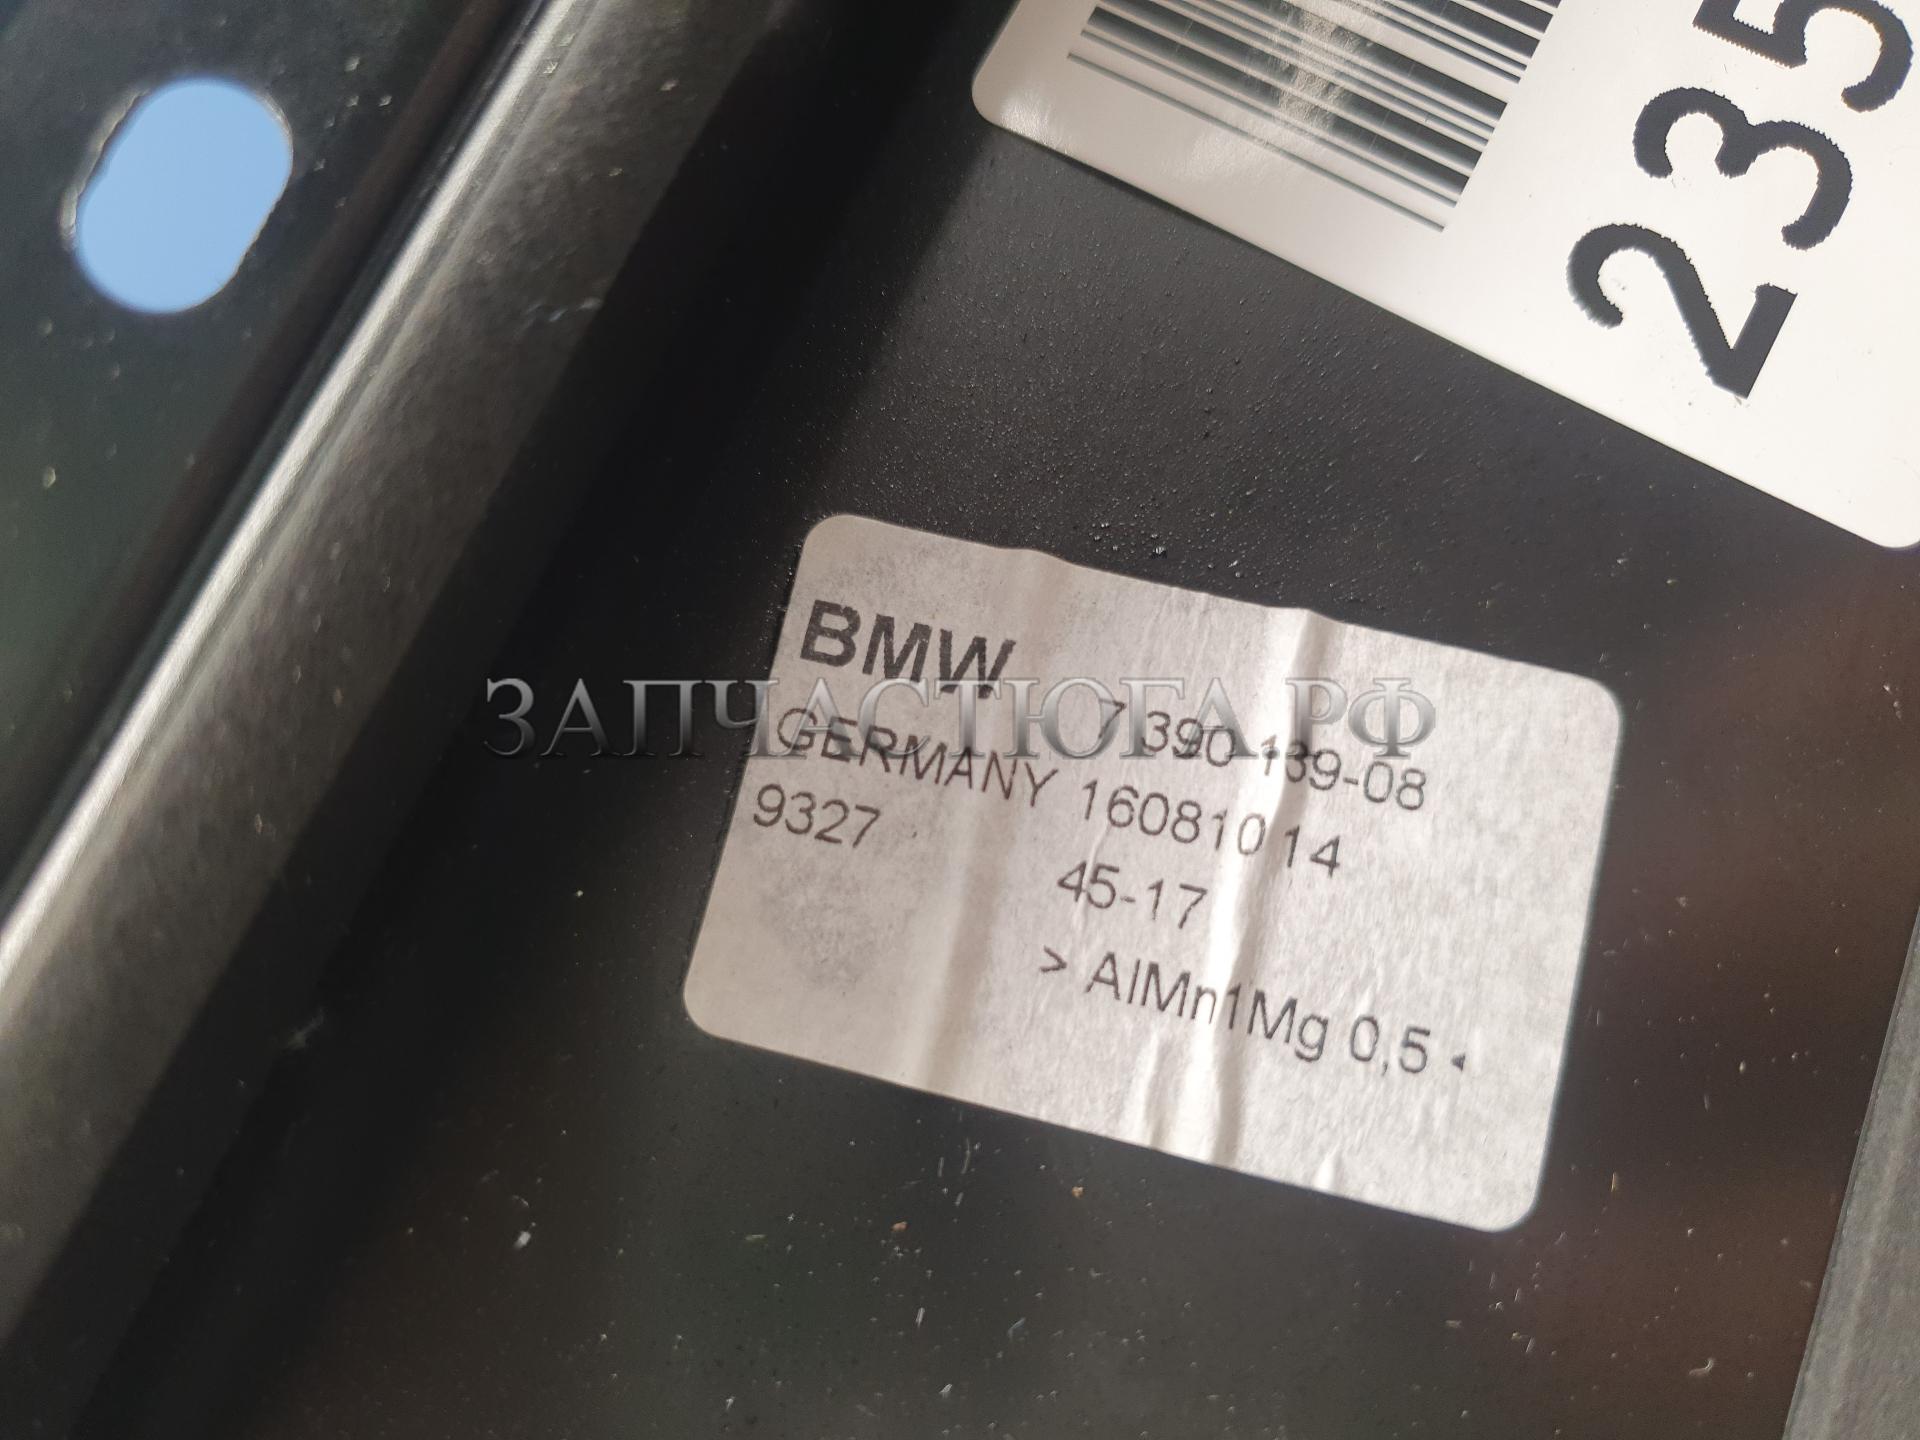 235
BMW 7 390 139-08
GERMANY 16081014
9327 45-17
> AlMn1Mg 0,5 <
ЗАПЧАСТЮГА.РФ